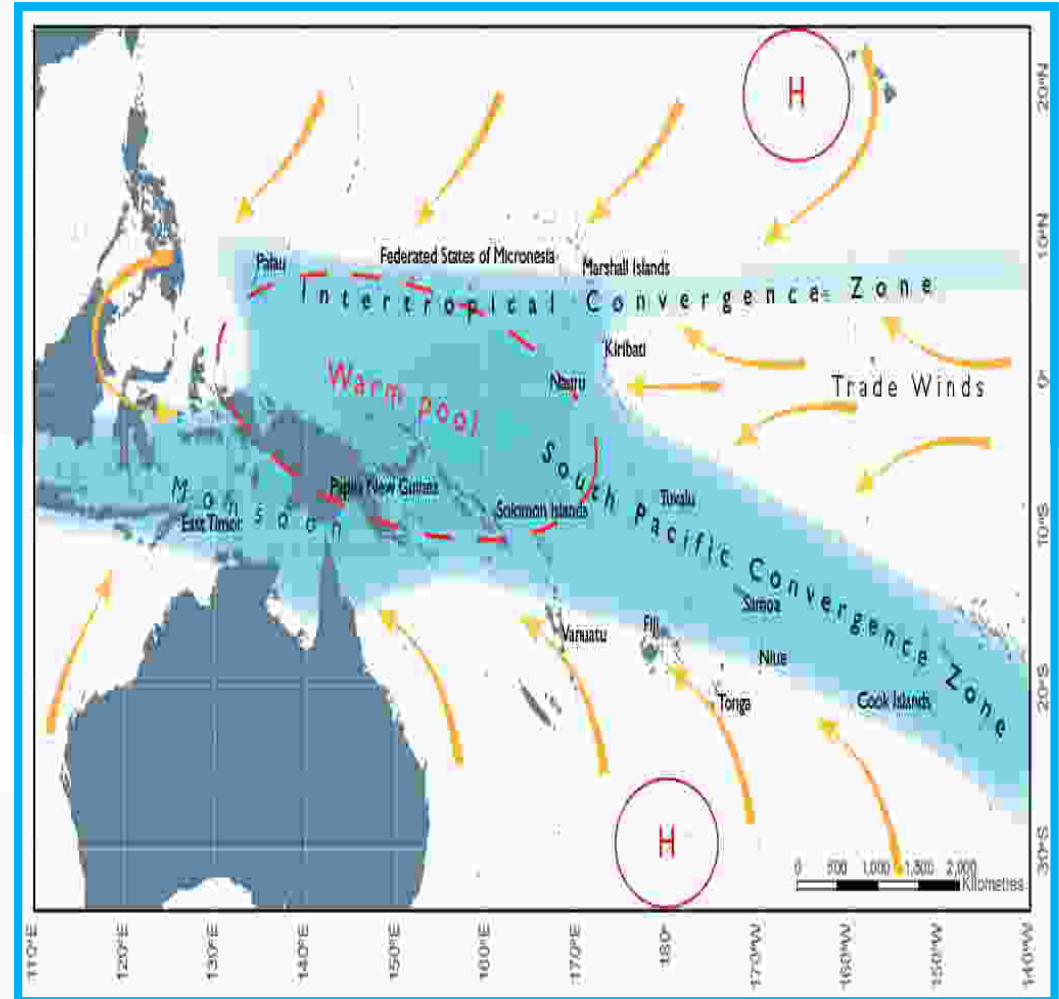 H
20°N
10°N
Palau
Federated States of Micronesia
Marshall Islands
Intertropical Convergence Zone
Kiribati
Warm pool
Nauru
Trade Winds
0°
South Pacific Convergence Zone
Monsoon
Papua New Guinea
Solomon Islands
Tuvalu
East Timor
10°S
Samoa
Vanuatu
Fiji
Niue
Tonga
Cook Islands
20°S
H
30°S
0 500 1,000 1,500 2,000
Kilometres
110°E 120°E 130°E 140°E 150°E 160°E 170°E 180° 170°W 160°W 150°W 140°W